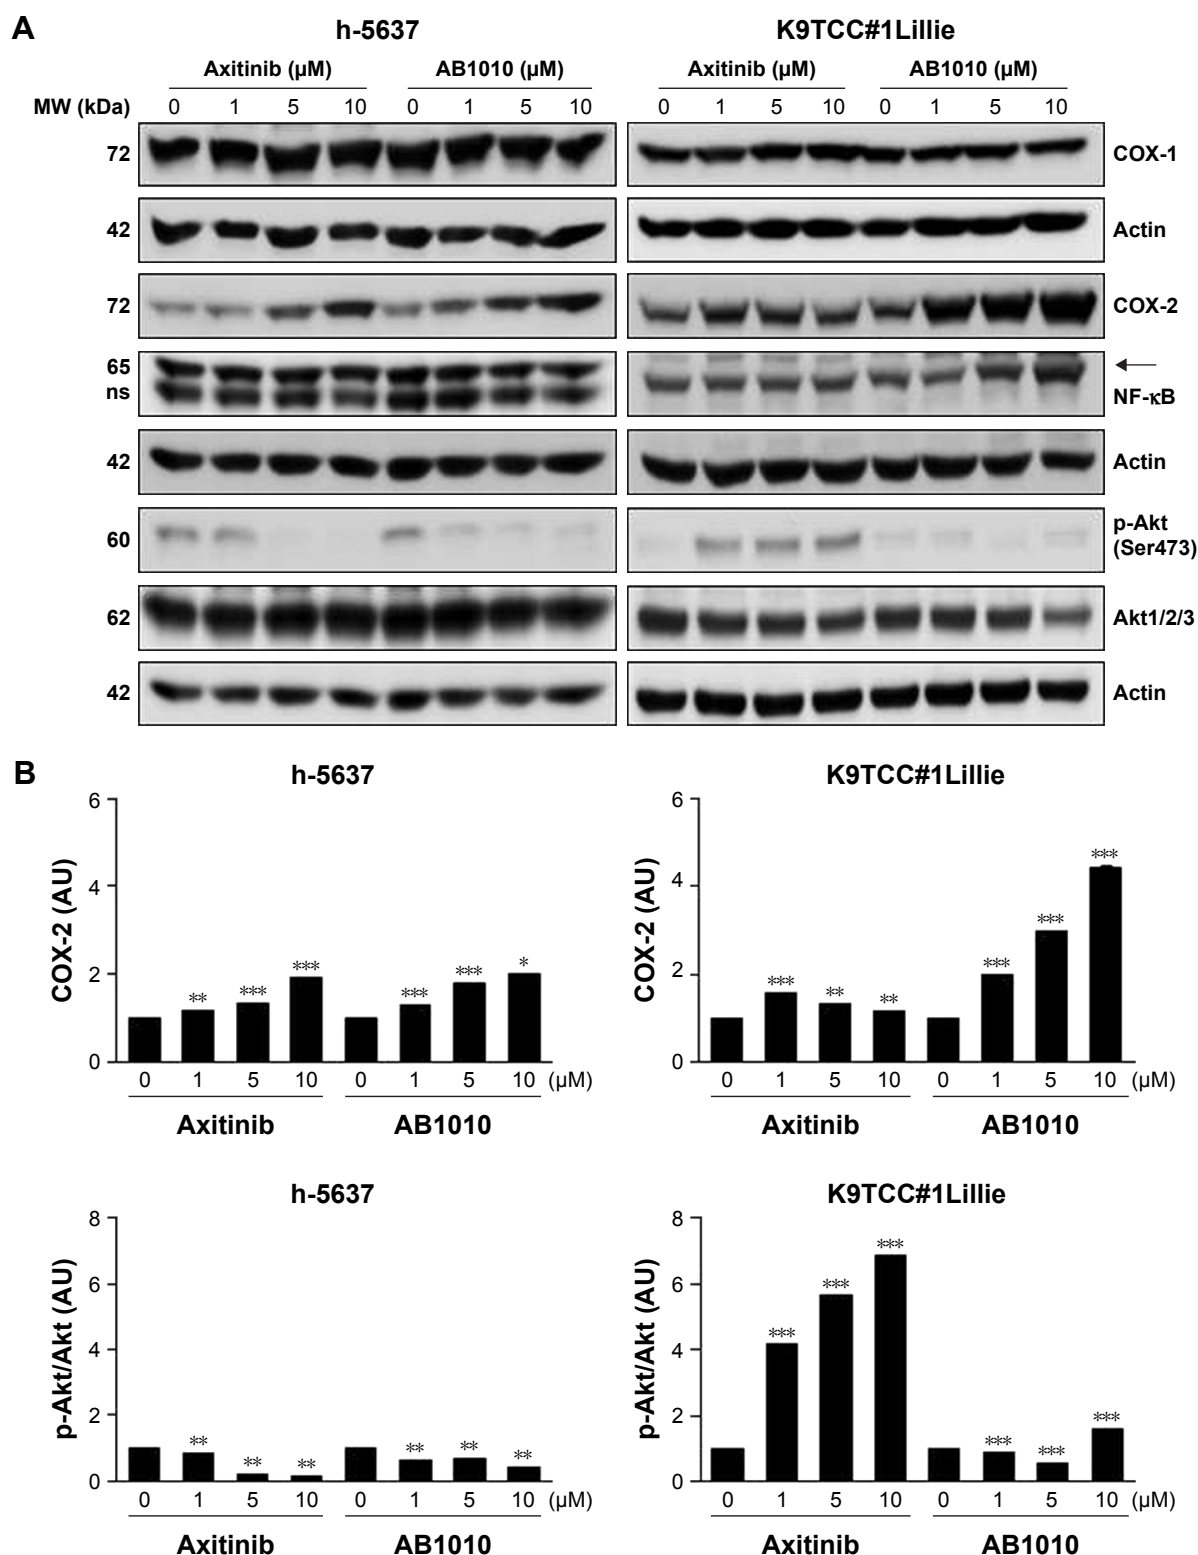 A
h-5637 K9TCC#1Lillie
Axitinib (µM) AB1010 (µM) Axitinib (µM) AB1010 (µM)
MW (kDa) 0 1 5 10 0 1 5 10 0 1 5 10 0 1 5 10
72 COX-1
42 Actin
72 COX-2
65
ns NF-κB
42 Actin
60 p-Akt
(Ser473)
62 Akt1/2/3
42 Actin
B
h-5637
COX-2 (AU)
6
4
2
0
** *** *** *** *** *
0 1 5 10 0 1 5 10 (µM)
Axitinib AB1010
K9TCC#1Lillie
COX-2 (AU)
6
4
2
0
*** ** ** *** *** ***
0 1 5 10 0 1 5 10 (µM)
Axitinib AB1010
h-5637
p-Akt/Akt (AU)
8
6
4
2
0
** ** ** ** ** **
0 1 5 10 0 1 5 10 (µM)
Axitinib AB1010
K9TCC#1Lillie
p-Akt/Akt (AU)
8
6
4
2
0
*** *** *** *** *** ***
0 1 5 10 0 1 5 10 (µM)
Axitinib AB1010